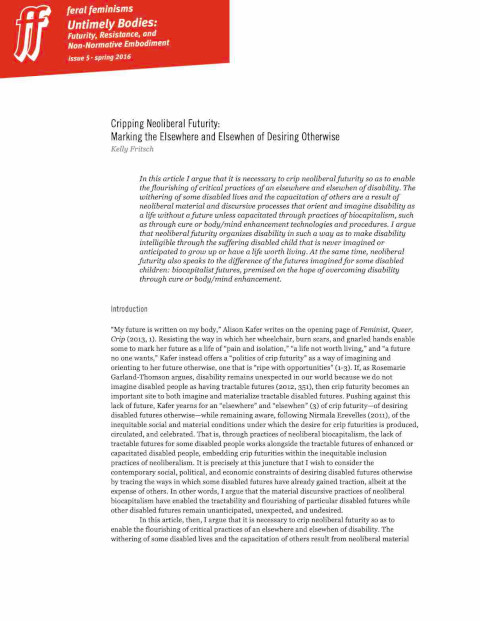 ff
feral feminisms
Untimely Bodies:
Futurity, Resistance, and
Non-Normative Embodiment
issue 5 · spring 2016
Cripping Neoliberal Futurity:
Marking the Elsewhere and Elsewhen of Desiring Otherwise
Kelly Fritsch
In this article I argue that it is necessary to crip neoliberal futurity so as to enable
the flourishing of critical practices of an elsewhere and elsewhen of disability. The
withering of some disabled lives and the capacitation of others are a result of
neoliberal material and discursive processes that orient and imagine disability as
a life without a future unless capacitated through practices of biocapitalism, such
as through cure or body/mind enhancement technologies and procedures. I argue
that neoliberal futurity organizes disability in such a way as to make disability
intelligible through the suffering disabled child that is never imagined or
anticipated to grow up or have a life worth living. At the same time, neoliberal
futurity also speaks to the difference of the futures imagined for some disabled
children: biocapitalist futures, premised on the hope of overcoming disability
through cure or body/mind enhancement.
Introduction
"My future is written on my body," Alison Kafer writes on the opening page of Feminist, Queer,
Crip (2013, 1). Resisting the way in which her wheelchair, burn scars, and gnarled hands enable
some to mark her future as a life of "pain and isolation," "a life not worth living," and "a future
no one wants," Kafer instead offers a "politics of crip futurity" as a way of imagining and
orienting to her future otherwise, one that is "ripe with opportunities" (1-3). If, as Rosemarie
Garland-Thomson argues, disability remains unexpected in our world because we do not
imagine disabled people as having tractable futures (2012, 351), then crip futurity becomes an
important site to both imagine and materialize tractable disabled futures. Pushing against this
lack of future, Kafer yearns for an "elsewhere" and "elsewhen" (3) of crip futurity—of desiring
disabled futures otherwise—while remaining aware, following Nirmala Erevelles (2011), of the
inequitable social and material conditions under which the desire for crip futurities is produced,
circulated, and celebrated. That is, through practices of neoliberal biocapitalism, the lack of
tractable futures for some disabled people works alongside the tractable futures of enhanced or
capacitated disabled people, embedding crip futurities within the inequitable inclusion
practices of neoliberalism. It is precisely at this juncture that I wish to consider the
contemporary social, political, and economic constraints of desiring disabled futures otherwise
by tracing the ways in which some disabled futures have already gained traction, albeit at the
expense of others. In other words, I argue that the material discursive practices of neoliberal
biocapitalism have enabled the tractability and flourishing of particular disabled futures while
other disabled futures remain unanticipated, unexpected, and undesired.
In this article, then, I argue that it is necessary to crip neoliberal futurity so as to
enable the flourishing of critical practices of an elsewhere and elsewhen of disability. The
withering of some disabled lives and the capacitation of others result from neoliberal material